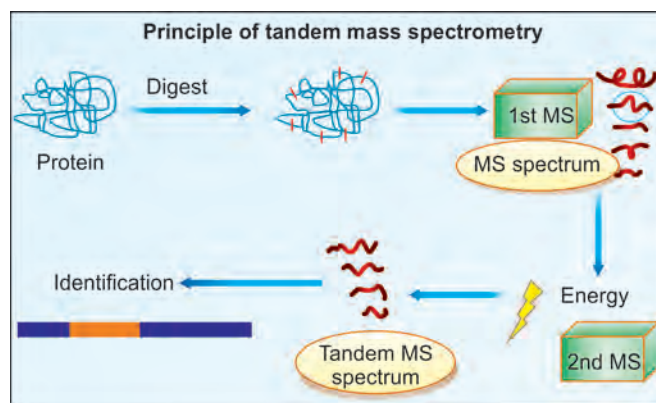 Principle of tandem mass spectrometry
Digest
Protein
1st MS
MS spectrum
Energy
2nd MS
Tandem MS
spectrum
Identification